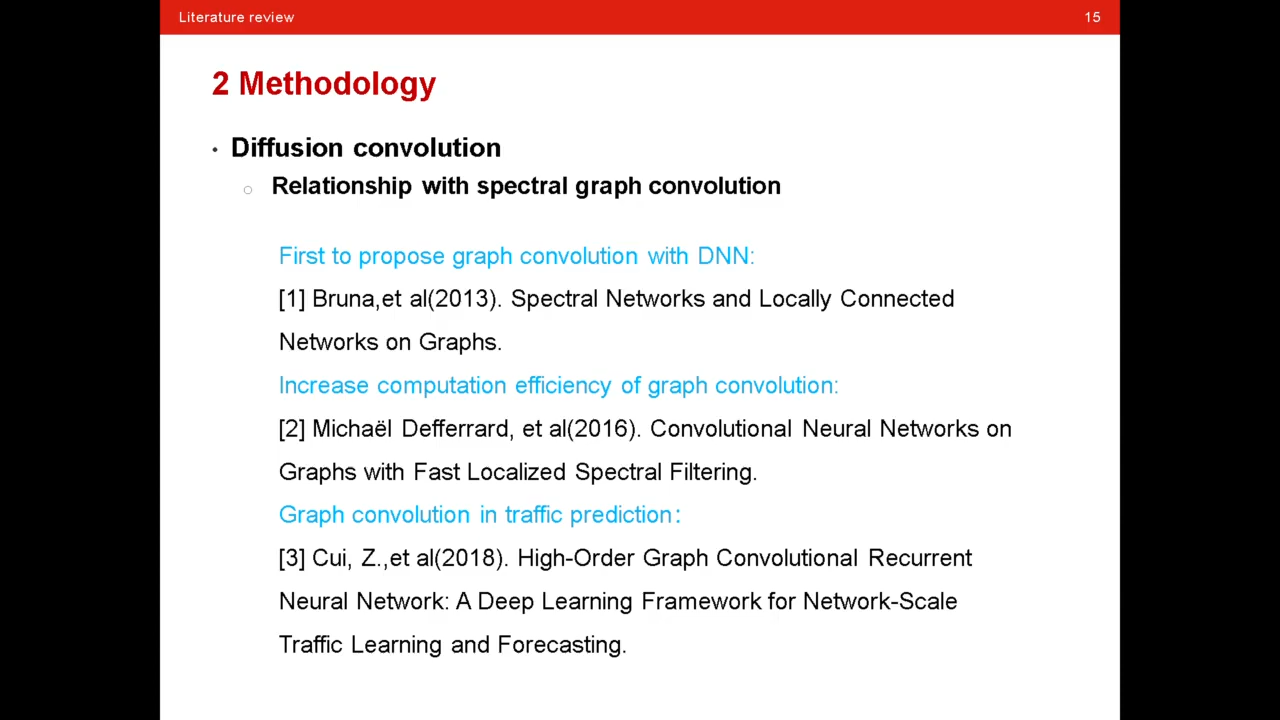 Literature review 15
2 Methodology
• Diffusion convolution
○ Relationship with spectral graph convolution
First to propose graph convolution with DNN:
[1] Bruna,et al(2013). Spectral Networks and Locally Connected
Networks on Graphs.
Increase computation efficiency of graph convolution:
[2] Michaël Defferrard, et al(2016). Convolutional Neural Networks on
Graphs with Fast Localized Spectral Filtering.
Graph convolution in traffic prediction：
[3] Cui, Z.,et al(2018). High-Order Graph Convolutional Recurrent
Neural Network: A Deep Learning Framework for Network-Scale
Traffic Learning and Forecasting.